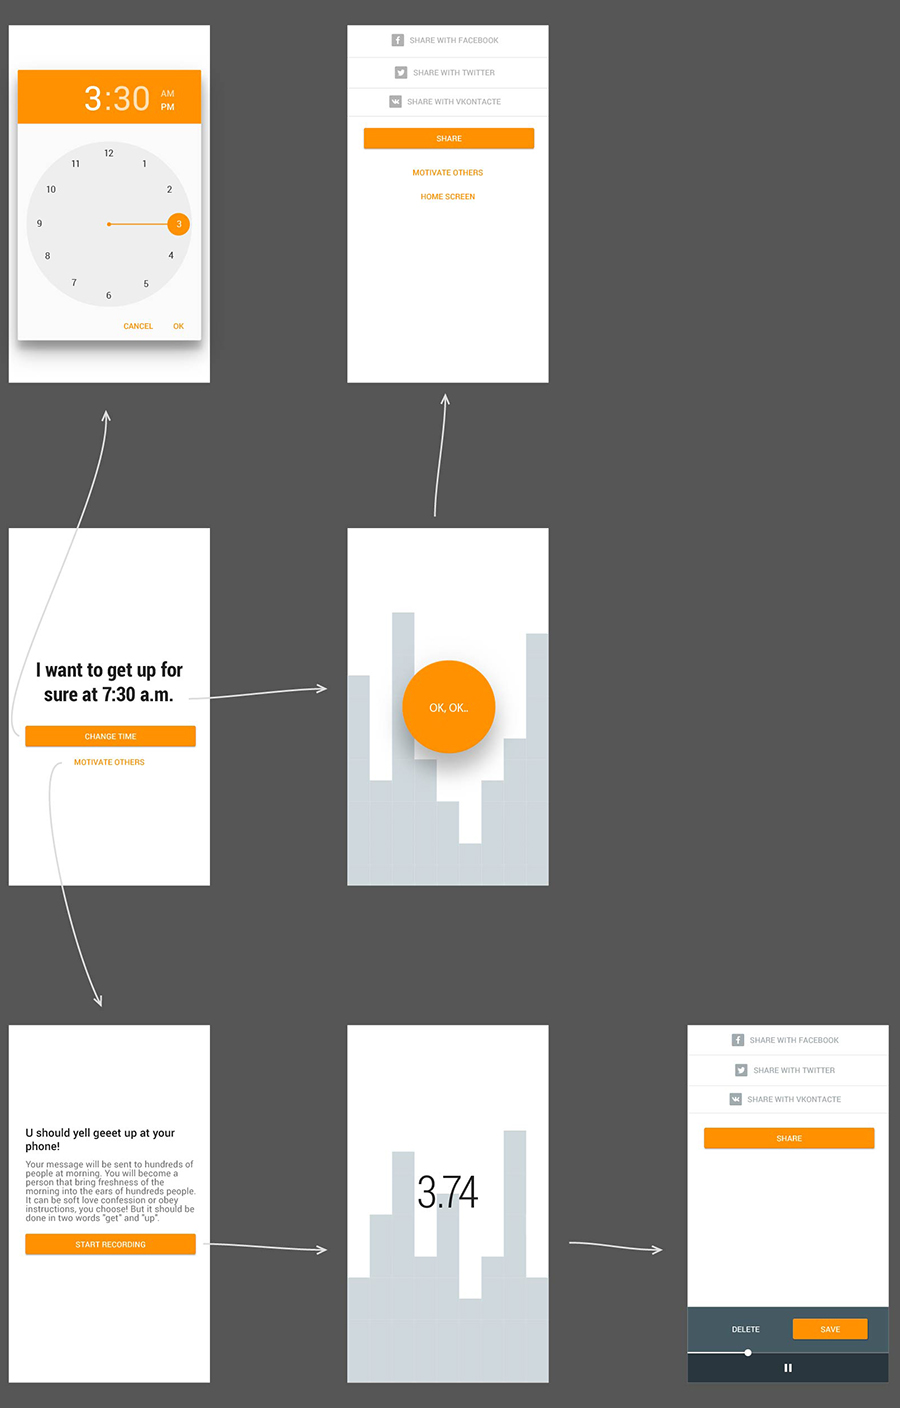 3:30
AM
PM
12
1
2
3
4
5
6
7
8
9
10
11
CANCEL OK
SHARE WITH FACEBOOK
SHARE WITH TWITTER
SHARE WITH VKONTACTE
SHARE
MOTIVATE OTHERS
HOME SCREEN
I want to get up for
sure at 7:30 a.m.
CHANGE TIME
MOTIVATE OTHERS
OK, OK..
U should yell geeet up at your
phone!
Your message will be sent to hundreds of
people at morning. You will become a
person that bring freshness of the
morning into the ears of hundreds people.
It can be soft love confession or obey
instructions, you choose! But it should be
done in two words “get” and “up”.
START RECORDING
3.74
SHARE WITH FACEBOOK
SHARE WITH TWITTER
SHARE WITH VKONTACTE
SHARE
DELETE SAVE